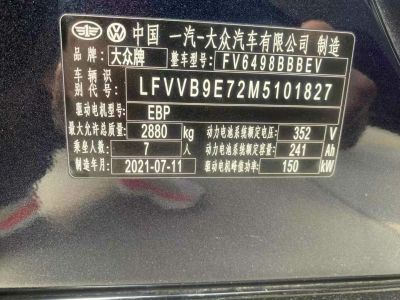 中国 一汽-大众汽车有限公司 制造
品牌: 大众牌 整车型号: FV6498BBBEV
车辆识别代号: LFVVB9E72M5101827
驱动电机型号: EBP
最大允许总质量: 2880 kg 动力电池系统额定电压: 352 V
乘坐人数: 7 人 动力电池系统额定容量: 241 Ah
制造年月: 2021-07-11 驱动电机峰值功率: 150 kW